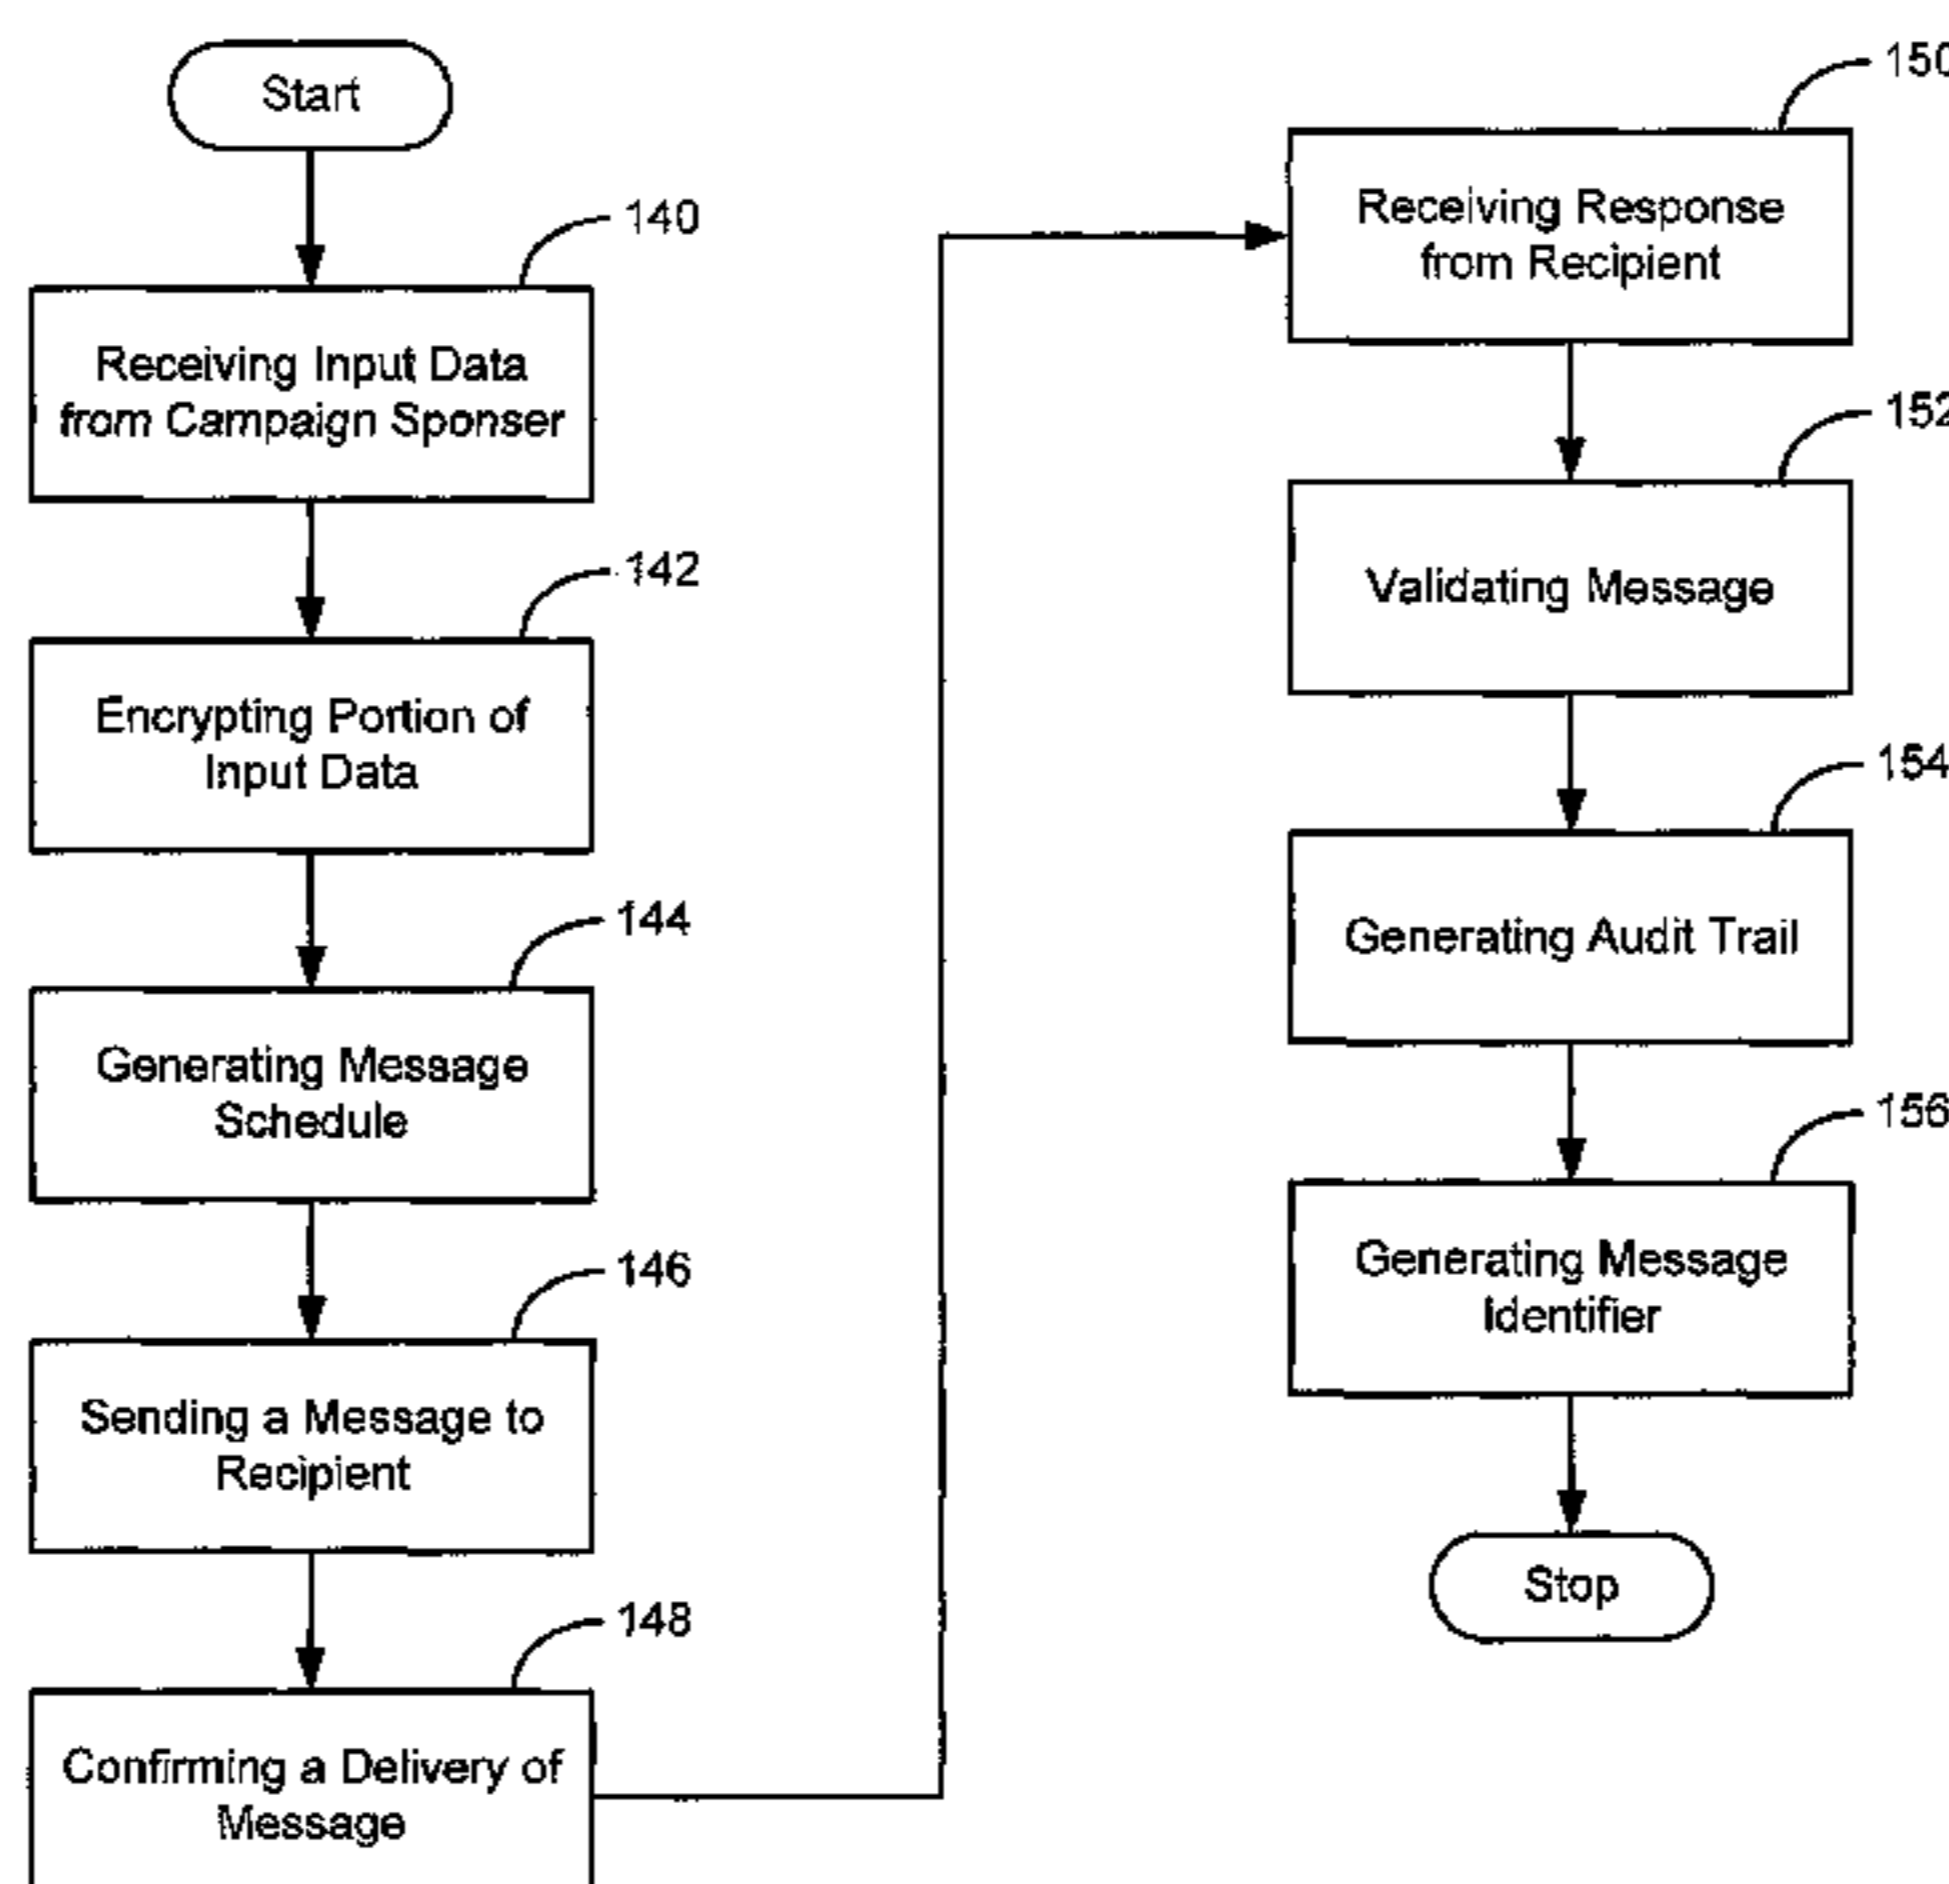 Start
140
Receiving Input Data
from Campaign Sponser
142
Encrypting Portion of
Input Data
144
Generating Message
Schedule
146
Sending a Message to
Recipient
148
Confirming a Delivery of
Message
150
Receiving Response
from Recipient
152
Validating Message
154
Generating Audit Trail
156
Generating Message
Identifier
Stop